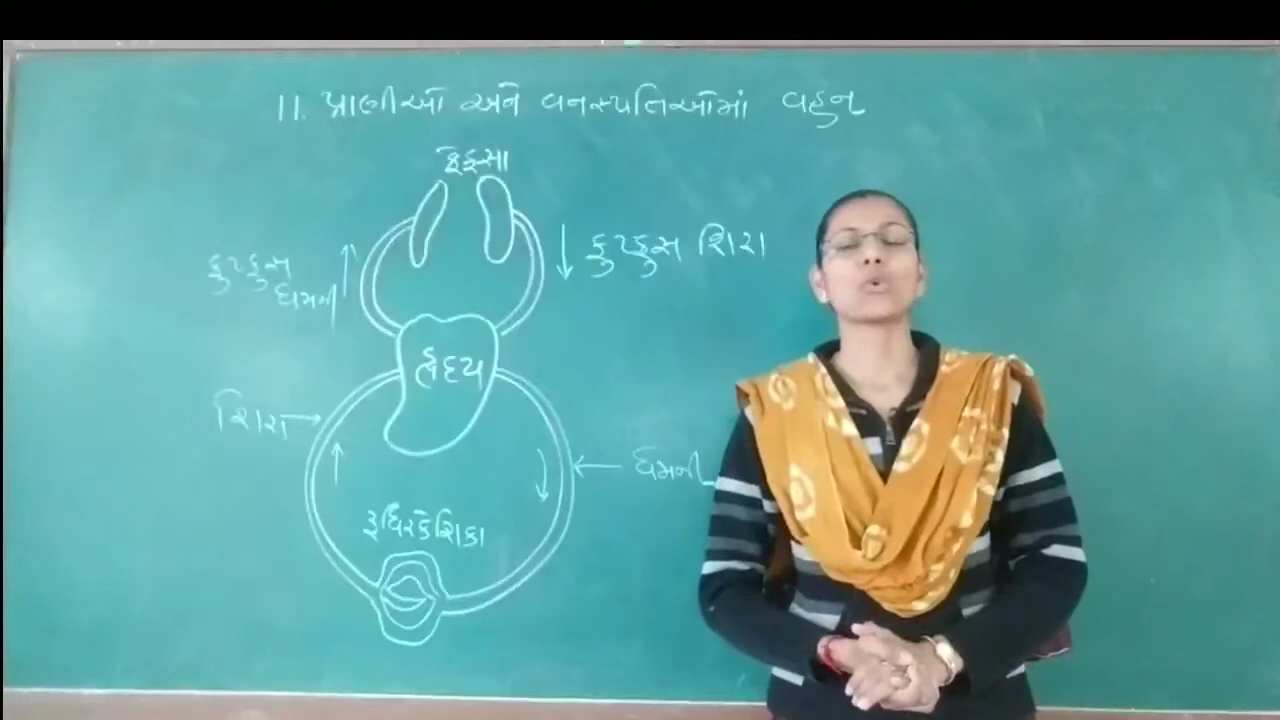 11. પ્રાણીઓ અને વનસ્પતિઓમાં વહન
ફેફસા
ફુપ્ફુસ
ધમની
ફુપ્ફુસ શિરા
હૃદય
શિરા
ધમની
રુધિરકેશિકા